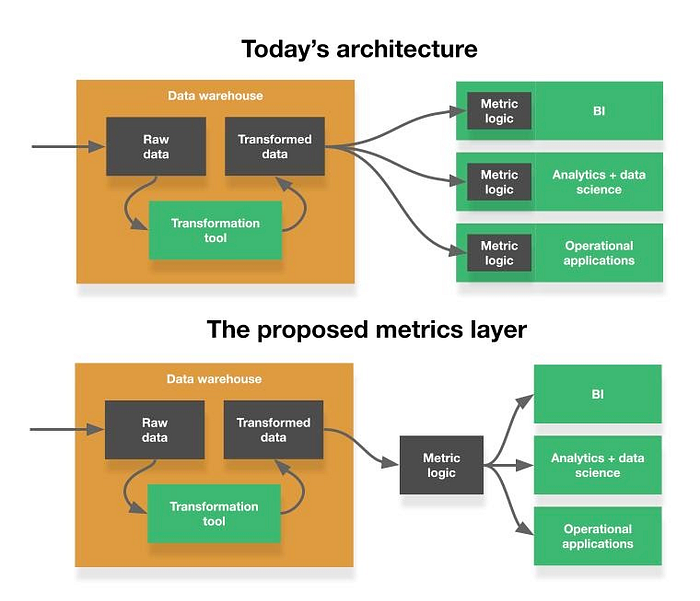 Today's architecture
Data warehouse
Raw
data
Transformed
data
Transformation
tool
Metric
logic
BI
Metric
logic
Analytics + data
science
Metric
logic
Operational
applications
The proposed metrics layer
Data warehouse
Raw
data
Transformed
data
Transformation
tool
Metric
logic
BI
Analytics + data
science
Operational
applications